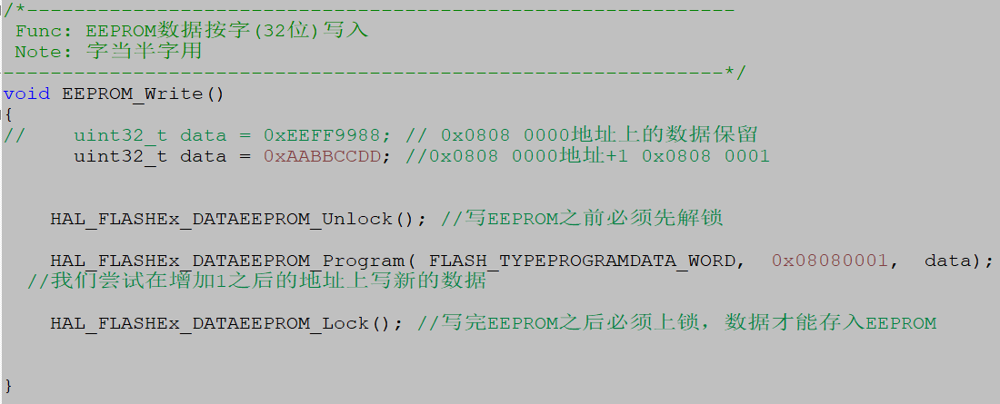 /*------------------------------------------------------------
Func: EEPROM数据按字(32位)写入
Note: 字当半字用
--------------------------------------------------------------*/
void EEPROM_Write()
{
//    uint32_t data = 0xEEFF9988; // 0x0808 0000地址上的数据保留
uint32_t data = 0xAABBCCDD; //0x0808 0000地址+1 0x0808 0001
HAL_FLASHEx_DATAEEPROM_Unlock(); //写EEPROM之前必须先解锁
HAL_FLASHEx_DATAEEPROM_Program( FLASH_TYPEPROGRAMDATA_WORD,  0x08080001,  data);
//我们尝试在增加1之后的地址上写新的数据
HAL_FLASHEx_DATAEEPROM_Lock(); //写完EEPROM之后必须上锁，数据才能存入EEPROM
}